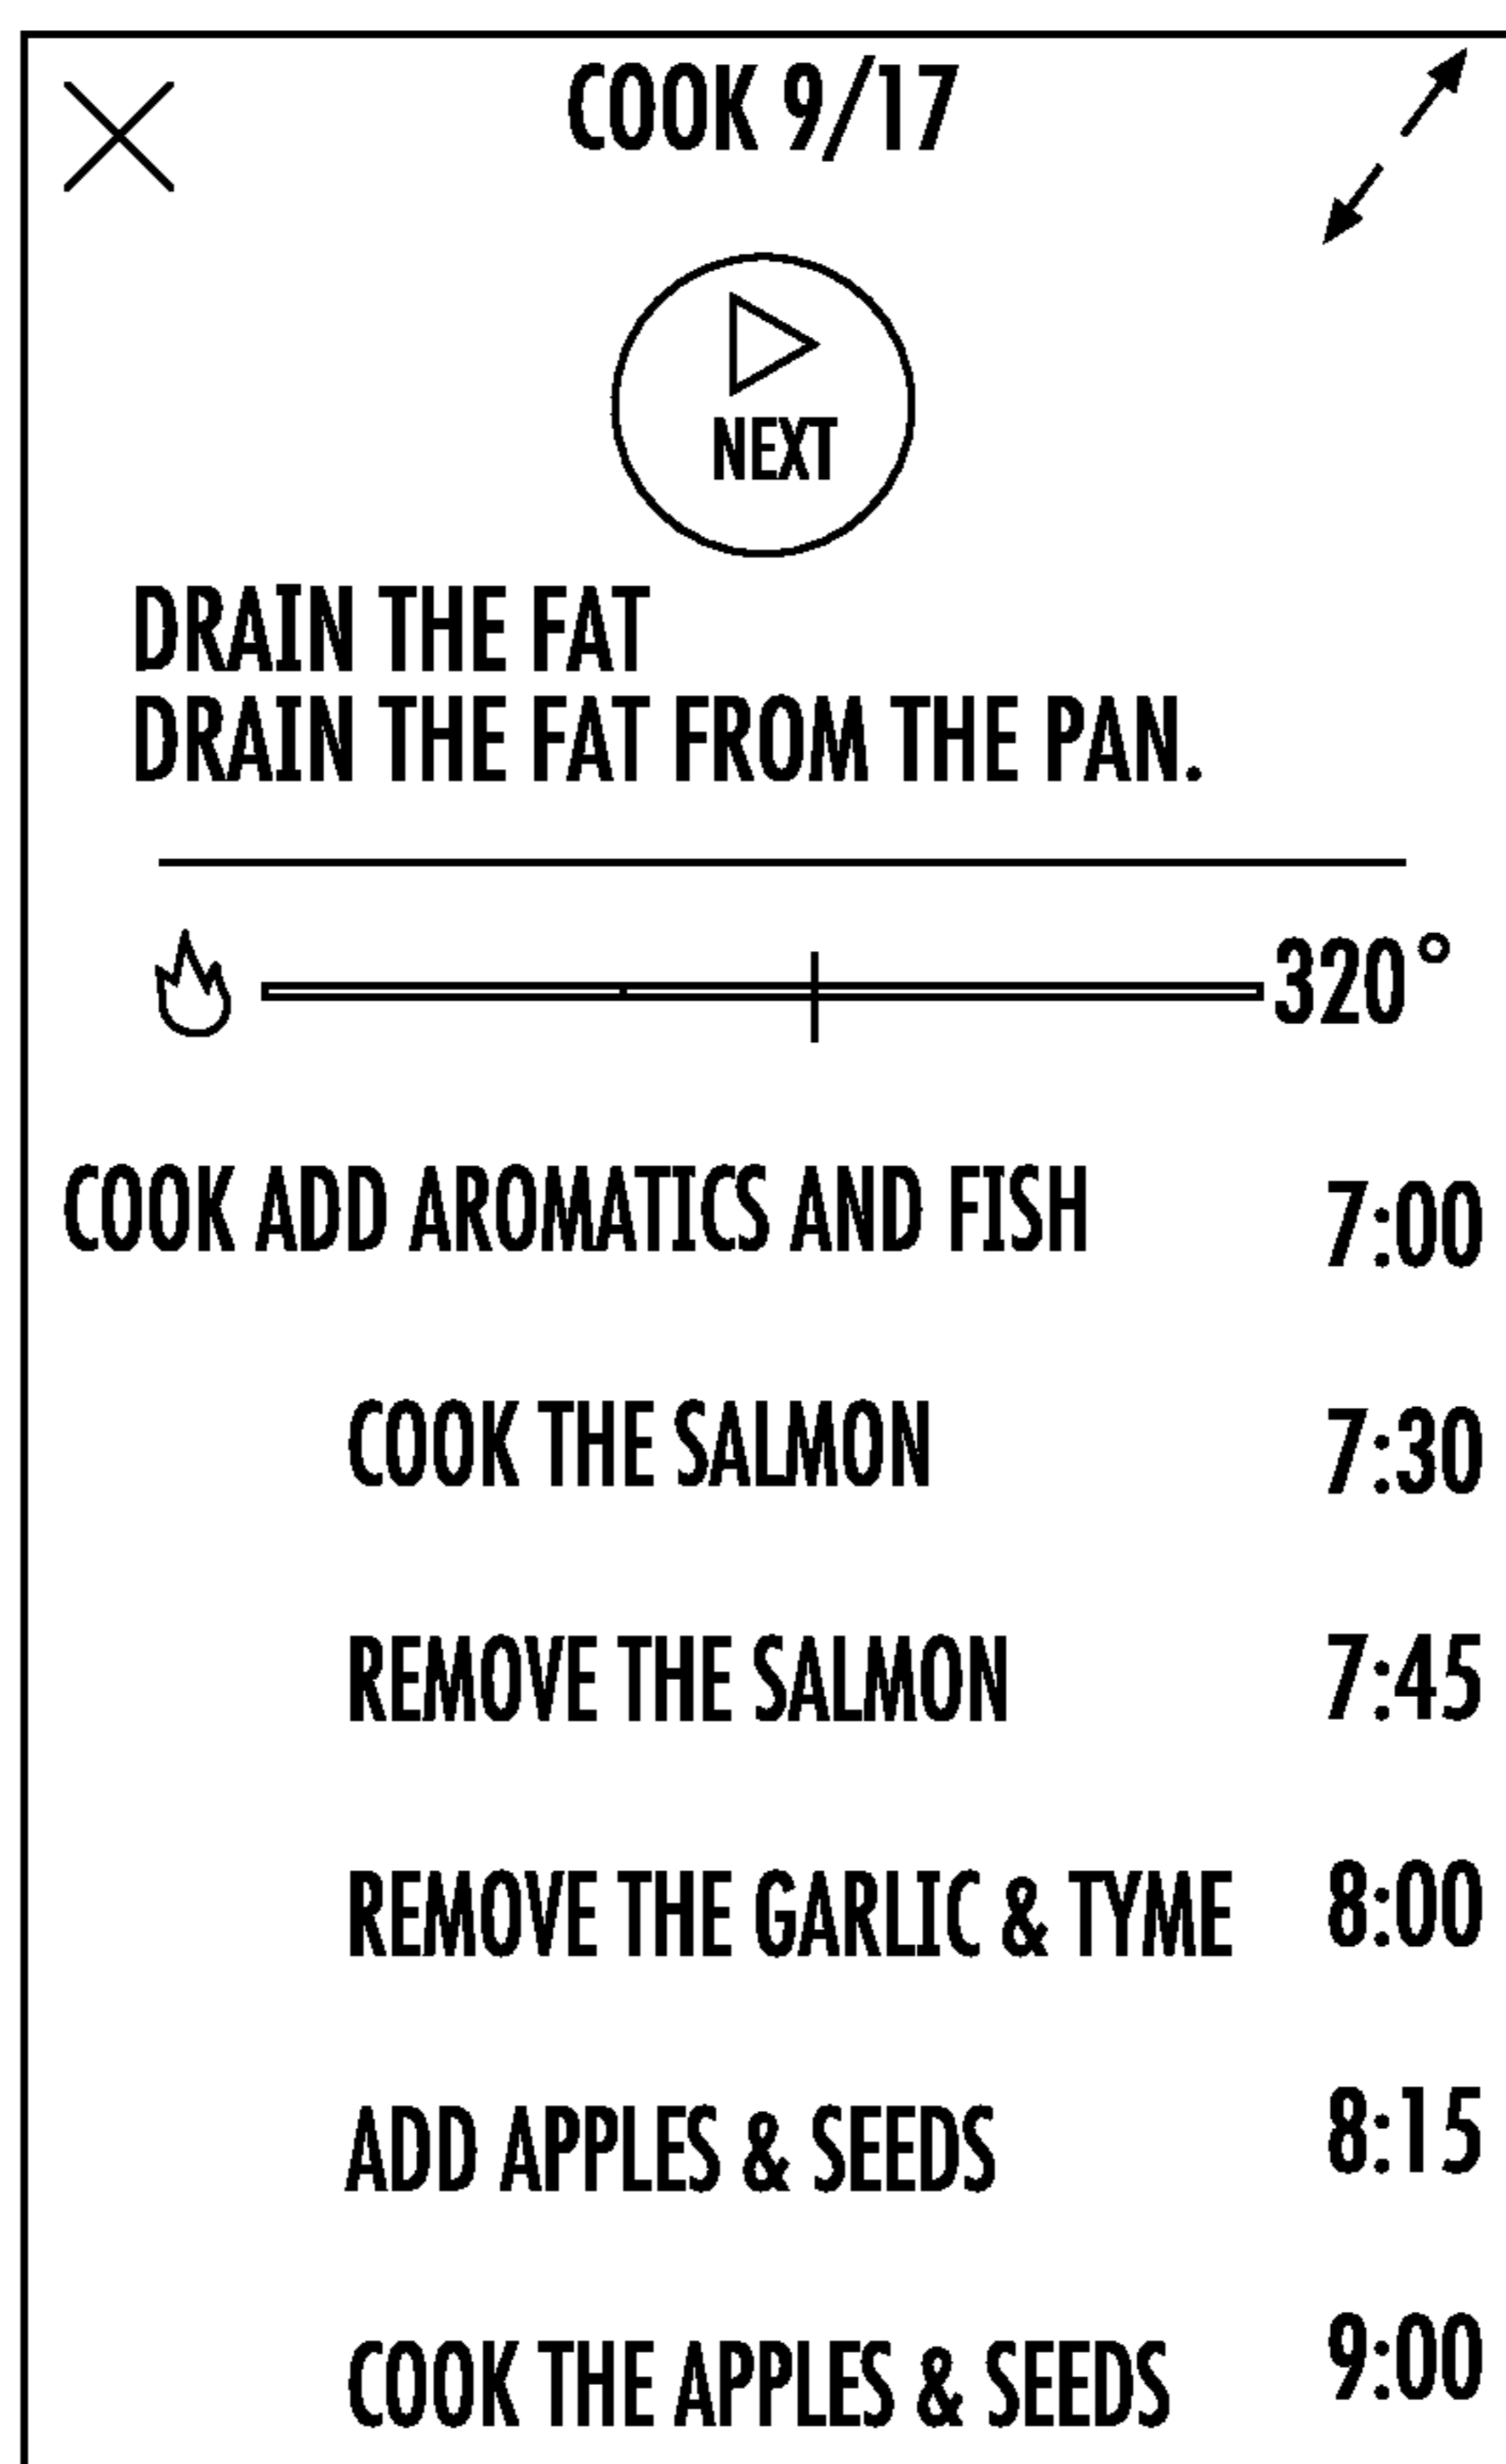 COOK 9/17
NEXT
DRAIN THE FAT
DRAIN THE FAT FROM THE PAN.
320°
COOK ADD AROMATICS AND FISH 7:00
COOK THE SALMON 7:30
REMOVE THE SALMON 7:45
REMOVE THE GARLIC & TYME 8:00
ADD APPLES & SEEDS 8:15
COOK THE APPLES & SEEDS 9:00